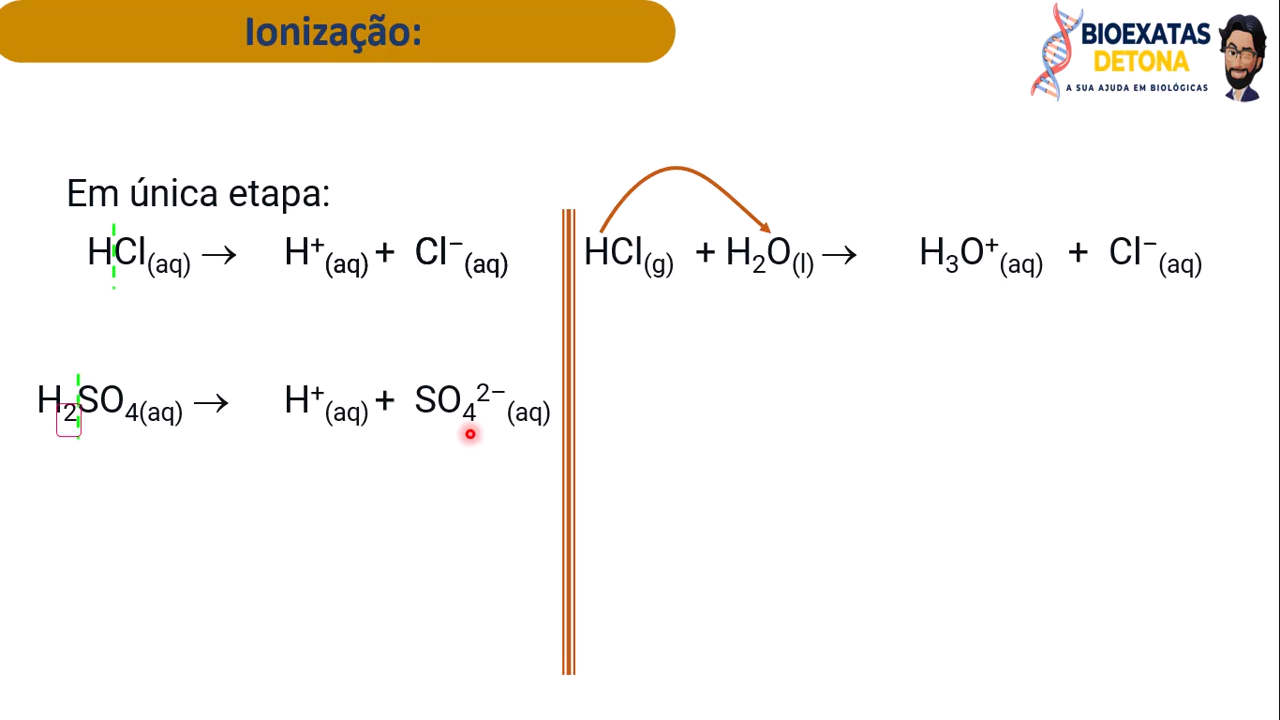 Ionização:
BIOEXATAS
DETONA
A SUA AJUDA EM BIOLÓGICAS
Em única etapa:
HCl(aq) → H⁺(aq) + Cl⁻(aq)
HCl(g) + H₂O(l) → H₃O⁺(aq) + Cl⁻(aq)
H₂SO₄(aq) → H⁺(aq) + SO₄²⁻(aq)